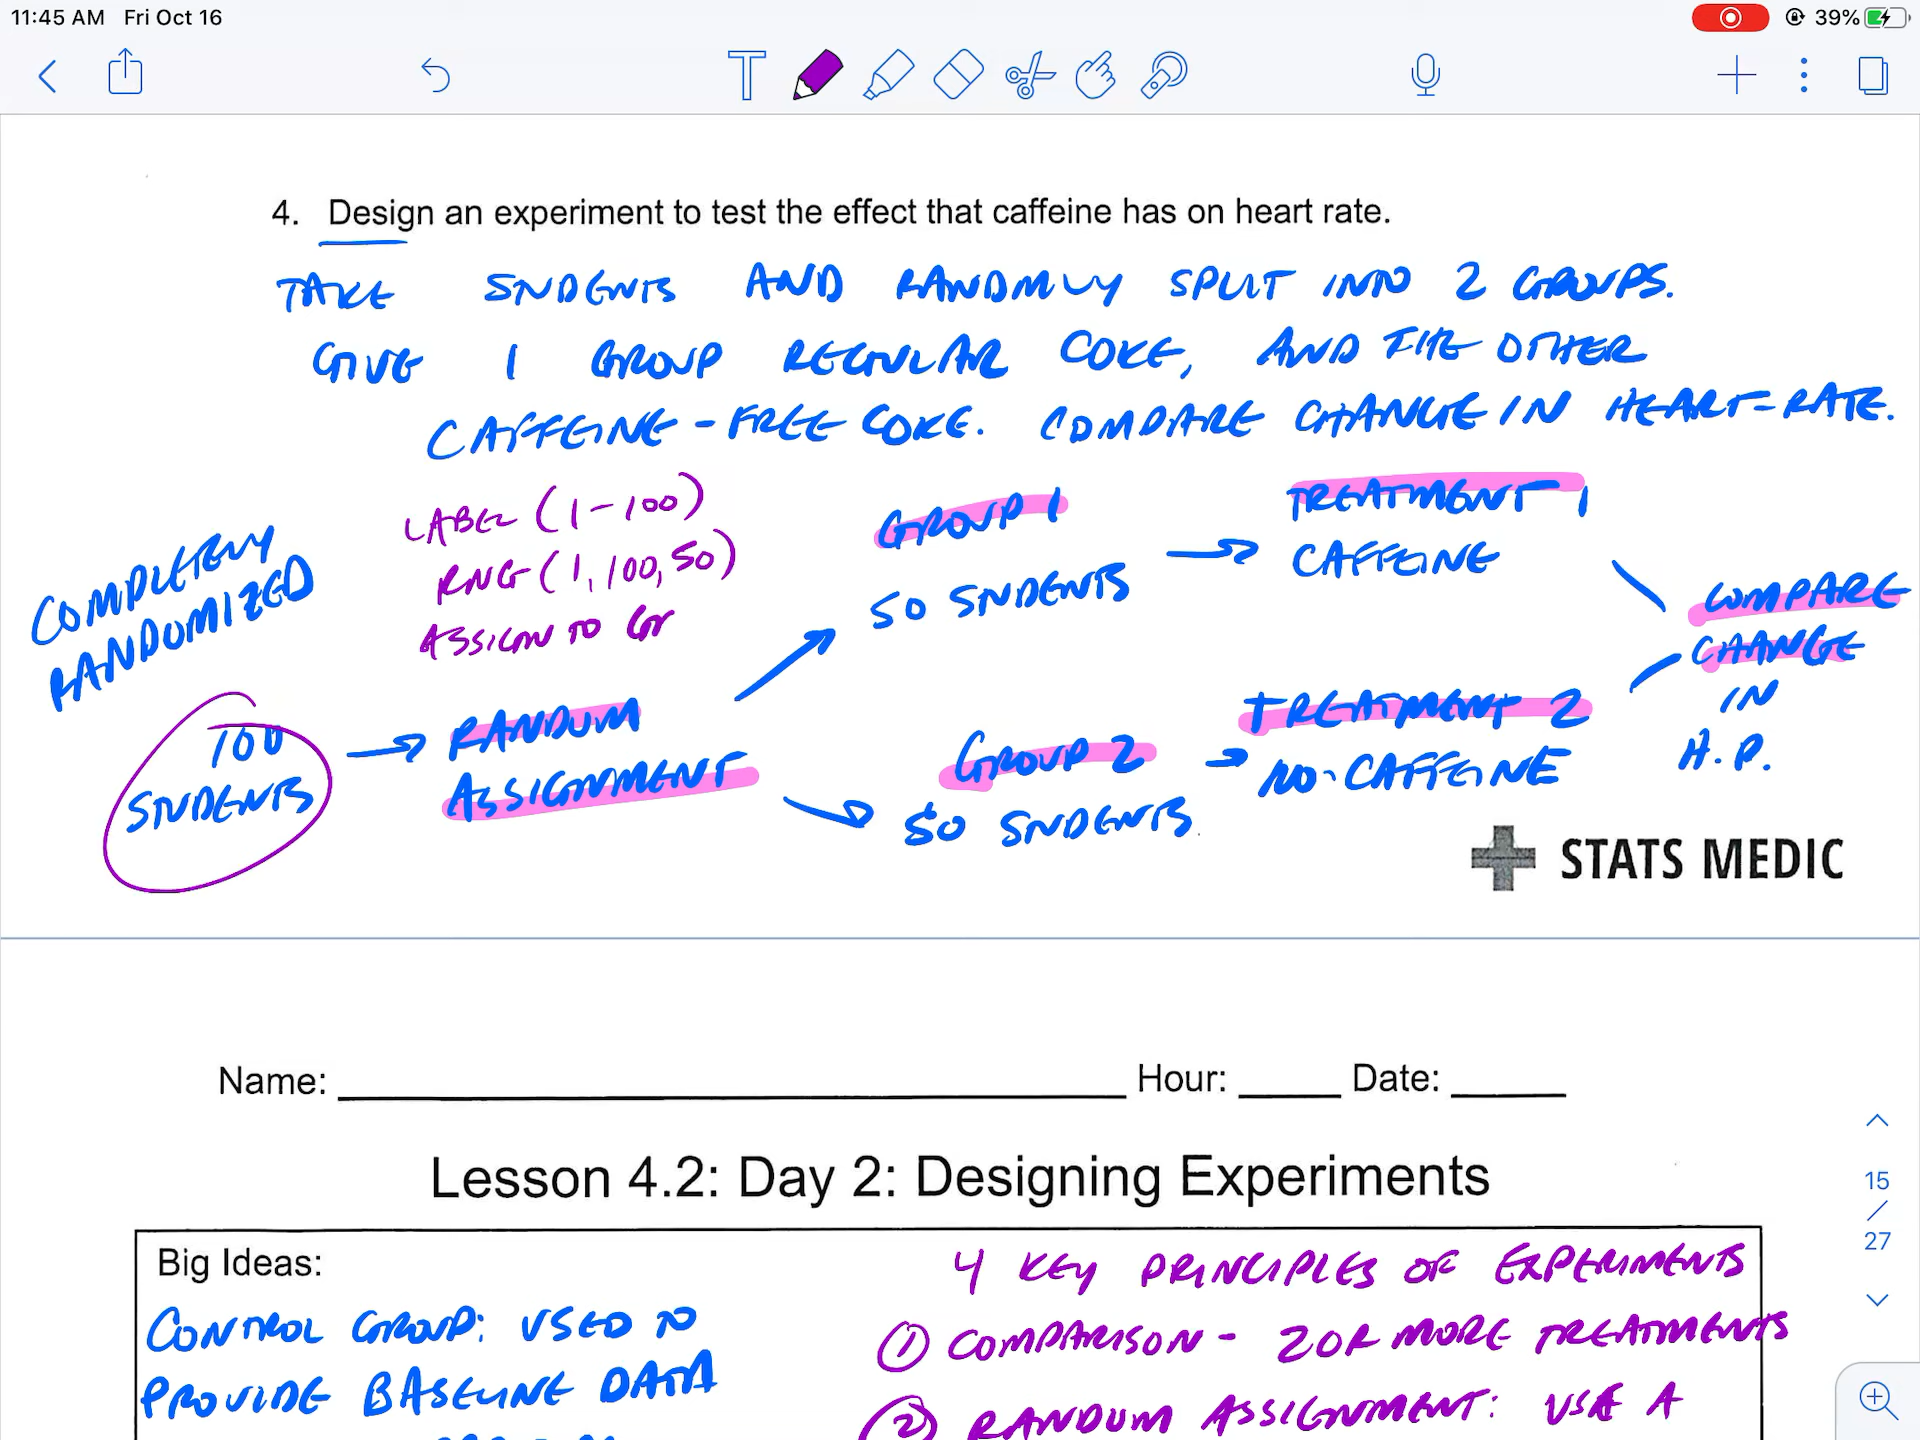 11:45 AM Fri Oct 16
39%
4. Design an experiment to test the effect that caffeine has on heart rate.
TAKE STUDENTS AND RANDOMLY SPLIT INTO 2 GROUPS.
GIVE 1 GROUP REGULAR COKE, AND THE OTHER
CAFFEINE-FREE COKE. COMPARE CHANGE IN HEART-RATE.
COMPLETELY
RANDOMIZED
LABEL (1-100)
RNG (1, 100, 50)
ASSIGN TO Gr
100
STUDENTS
RANDOM
ASSIGNMENT
GROUP 1
50 STUDENTS
TREATMENT 1
CAFFEINE
GROUP 2
50 STUDENTS
TREATMENT 2
NO-CAFFEINE
COMPARE
CHANGE
IN
H.R.
STATS MEDIC
Name: Hour: Date:
Lesson 4.2: Day 2: Designing Experiments
Big Ideas:
CONTROL GROUP: USED TO
PROVIDE BASELINE DATA
4 KEY PRINCIPLES OF EXPERIMENTS
① COMPARISON - 2 OR MORE TREATMENTS
② RANDOM ASSIGNMENT: USE A
15
/
27